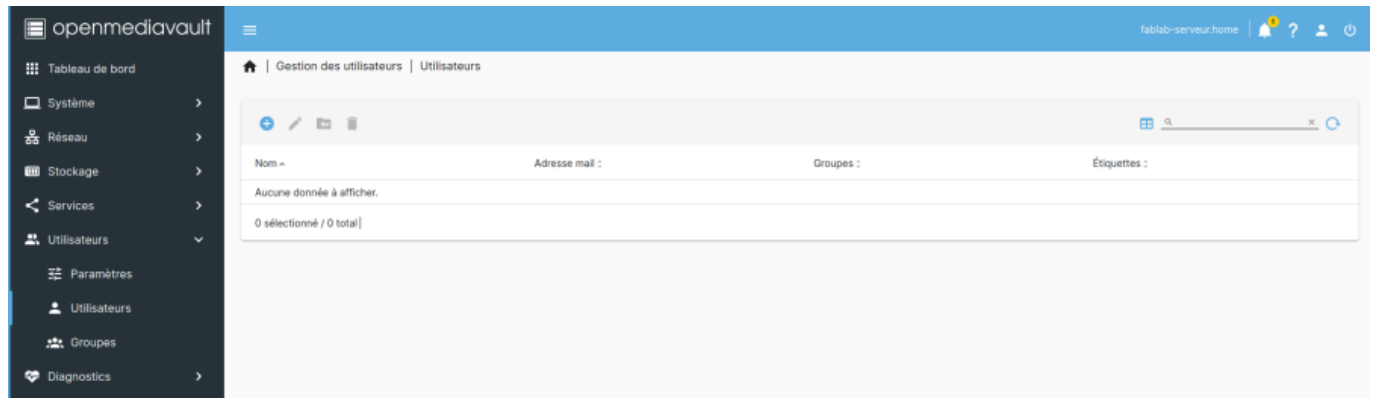 openmediavault
fablab-serveur.home
Tableau de bord
Gestion des utilisateurs | Utilisateurs
Système
Réseau
Stockage
Services
Utilisateurs
Paramètres
Utilisateurs
Groupes
Diagnostics
Nom
Adresse mail
Groupes
Étiquettes
Aucune donnée à afficher.
0 sélectionné / 0 total